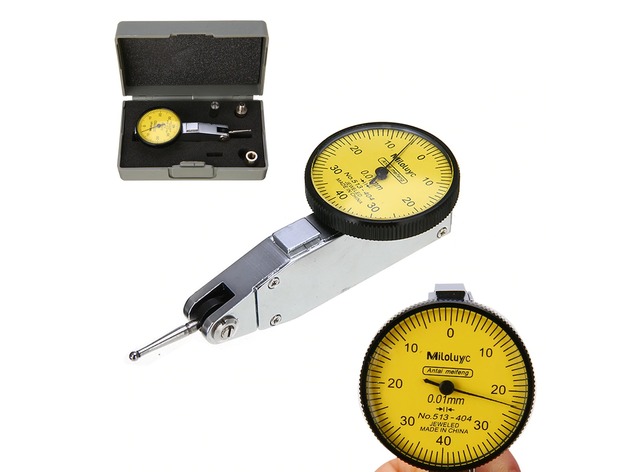 10 0
20 10
Miloluyc
Antai meifeng
30 0.01mm 20
No.513-404
JEWELED
MADE IN CHINA
40 30
0
10 10
Miloluyc
Antai meifeng
20 20
0.01mm
No.513-404
30 JEWELED 30
MADE IN CHINA
40